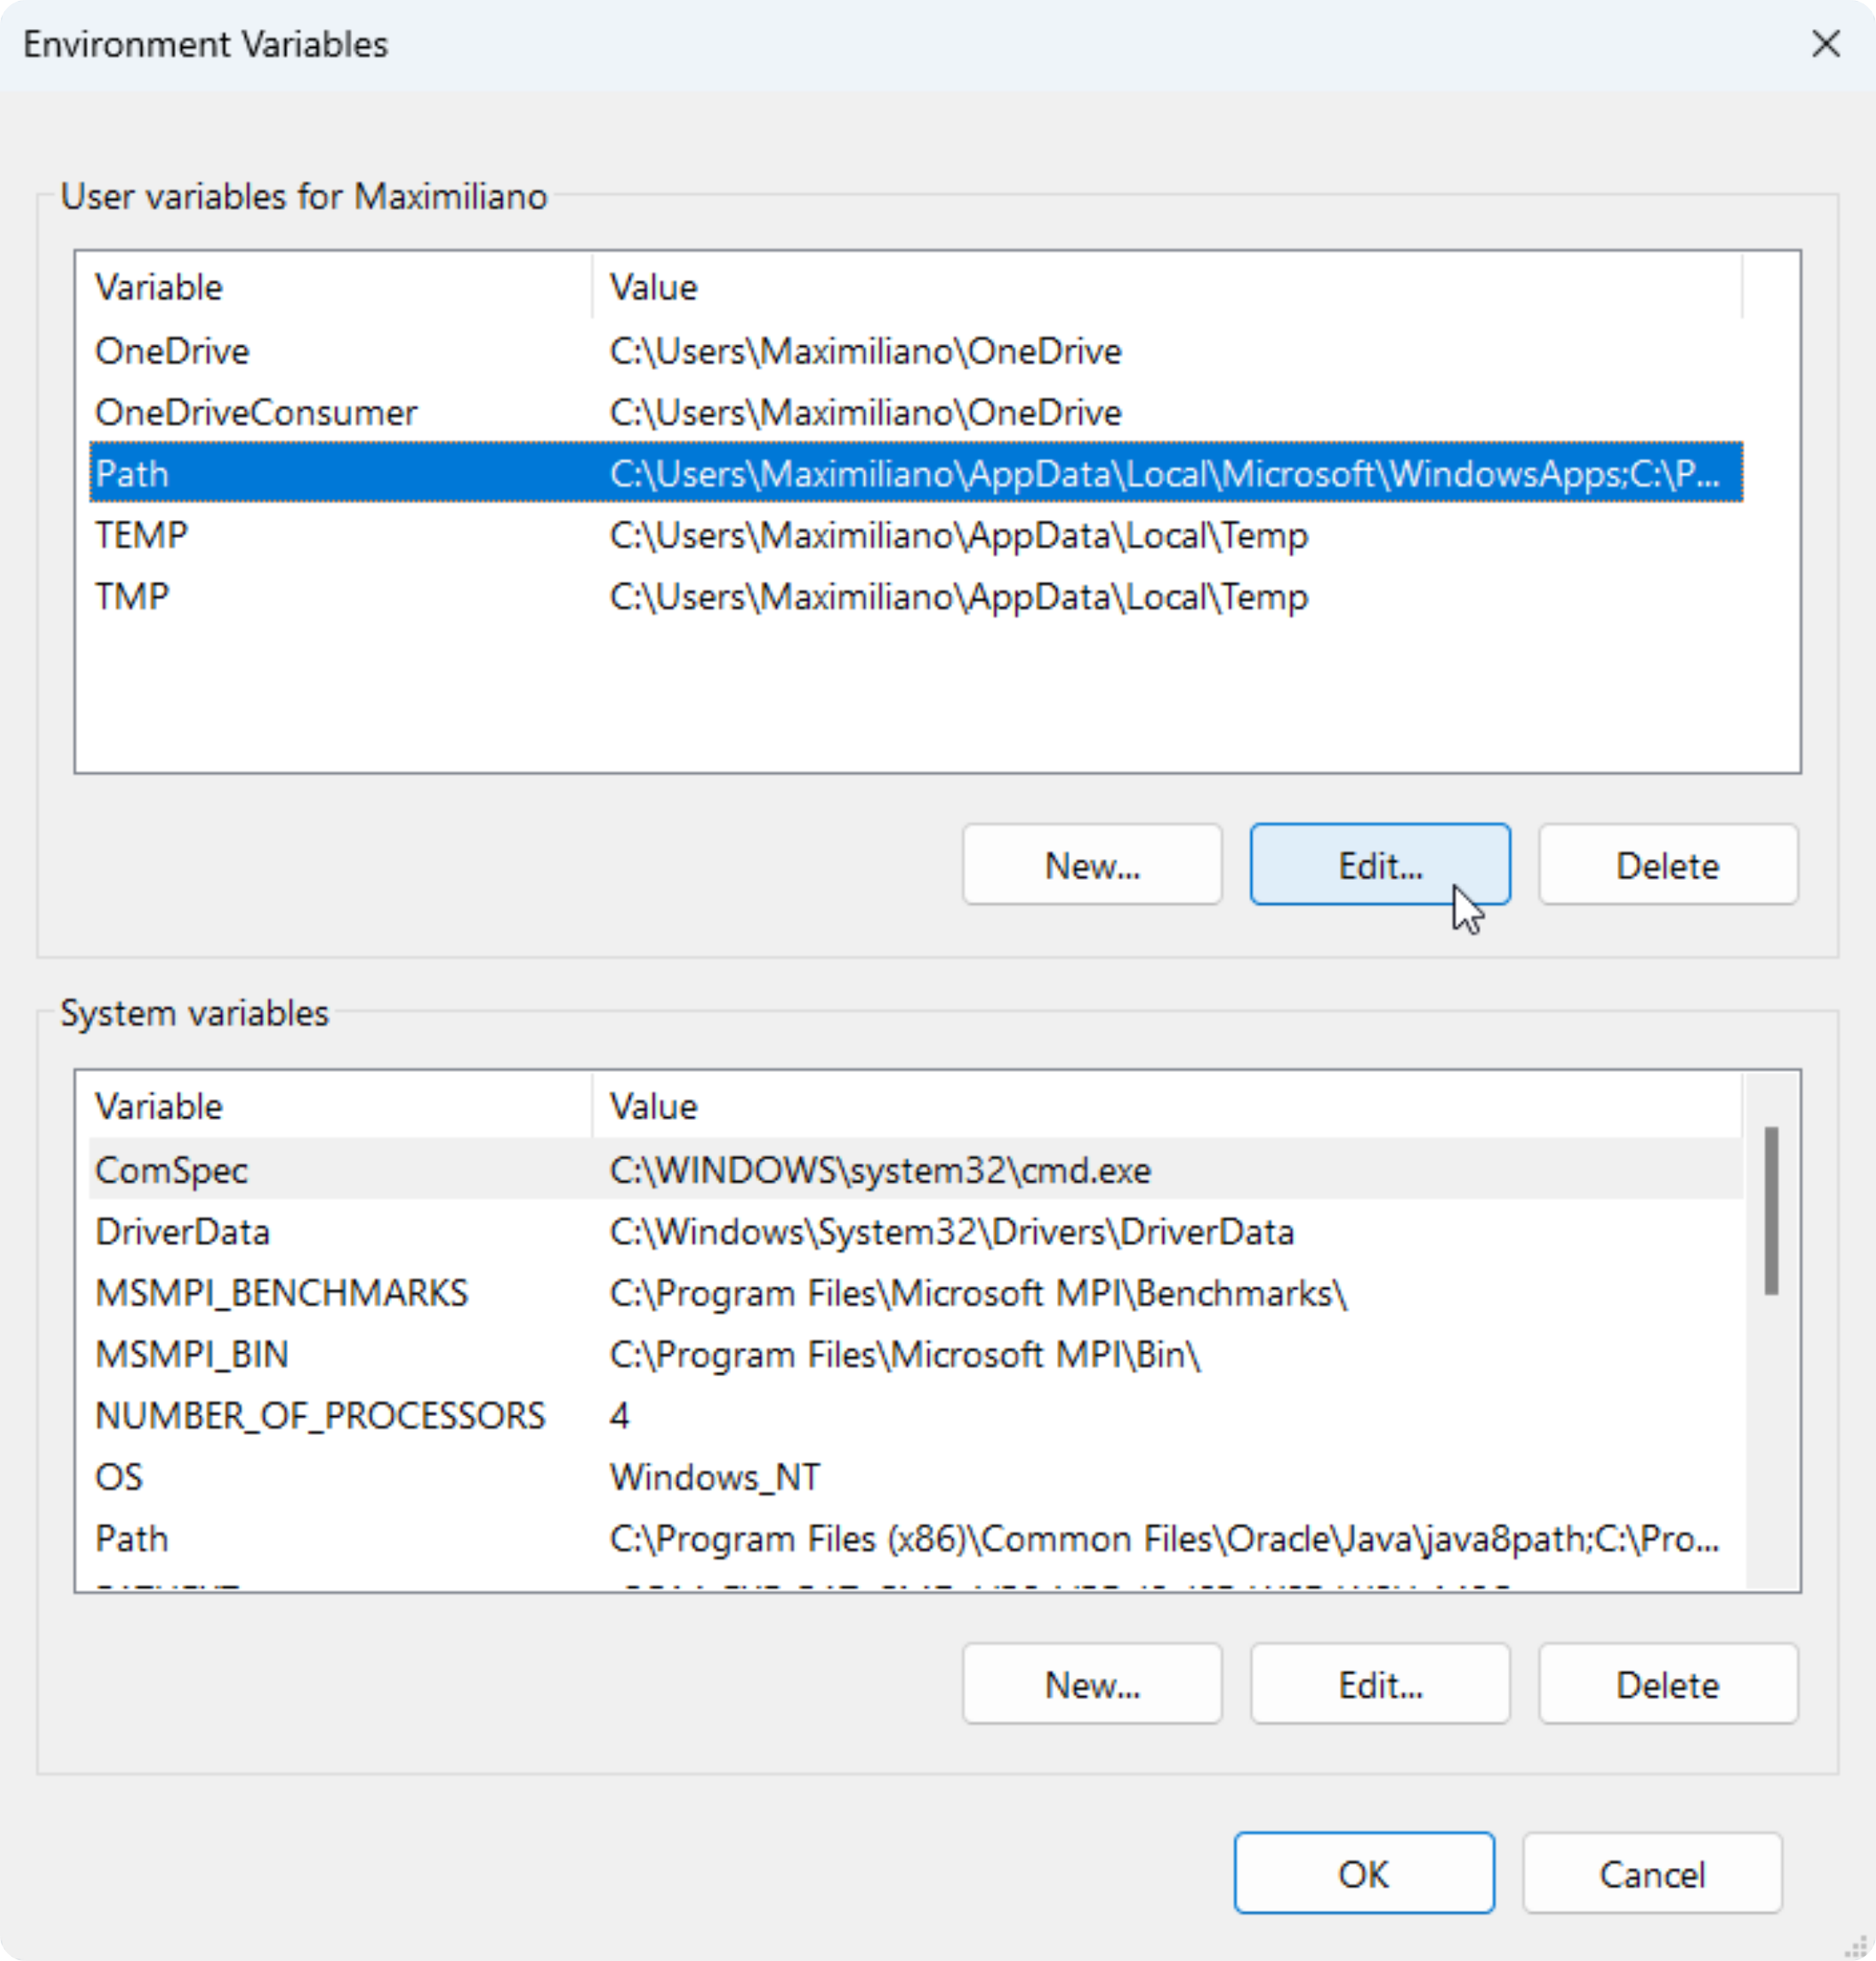 Environment Variables
User variables for Maximiliano
Variable Value
OneDrive C:\Users\Maximiliano\OneDrive
OneDriveConsumer C:\Users\Maximiliano\OneDrive
Path C:\Users\Maximiliano\AppData\Local\Microsoft\WindowsApps;C:\P...
TEMP C:\Users\Maximiliano\AppData\Local\Temp
TMP C:\Users\Maximiliano\AppData\Local\Temp
New... Edit... Delete
System variables
Variable Value
ComSpec C:\WINDOWS\system32\cmd.exe
DriverData C:\Windows\System32\Drivers\DriverData
MSMPI_BENCHMARKS C:\Program Files\Microsoft MPI\Benchmarks\
MSMPI_BIN C:\Program Files\Microsoft MPI\Bin\
NUMBER_OF_PROCESSORS 4
OS Windows_NT
Path C:\Program Files (x86)\Common Files\Oracle\Java\java8path;C:\Pro...
New... Edit... Delete
OK Cancel